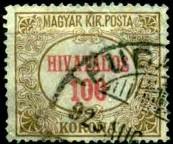 MAGYAR KIR. POSTA
HIVATALOS
100
KORONA